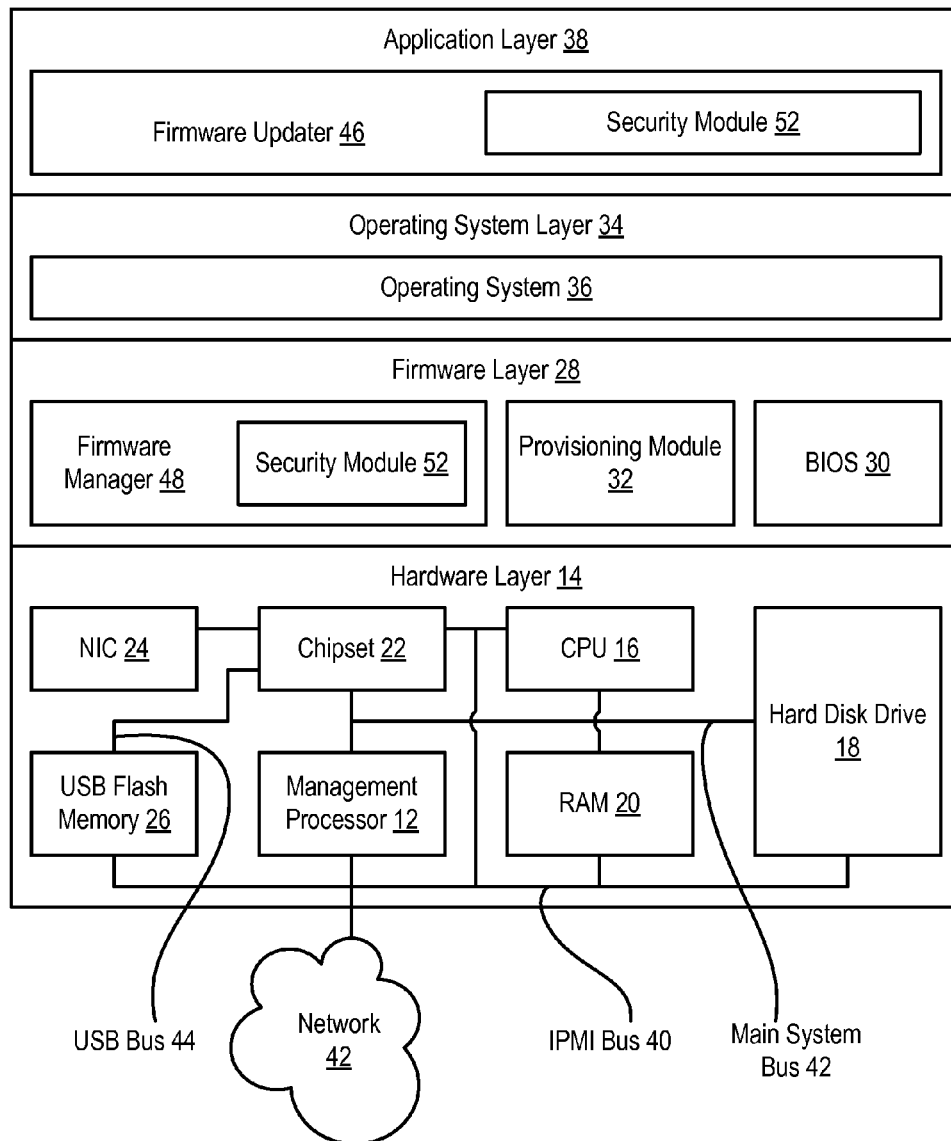 Application Layer 38
Firmware Updater 46
Security Module 52
Operating System Layer 34
Operating System 36
Firmware Layer 28
Firmware
Manager 48
Security Module 52
Provisioning Module
32
BIOS 30
Hardware Layer 14
NIC 24
Chipset 22
CPU 16
Hard Disk Drive
18
USB Flash
Memory 26
Management
Processor 12
RAM 20
USB Bus 44
Network
42
IPMI Bus 40
Main System
Bus 42